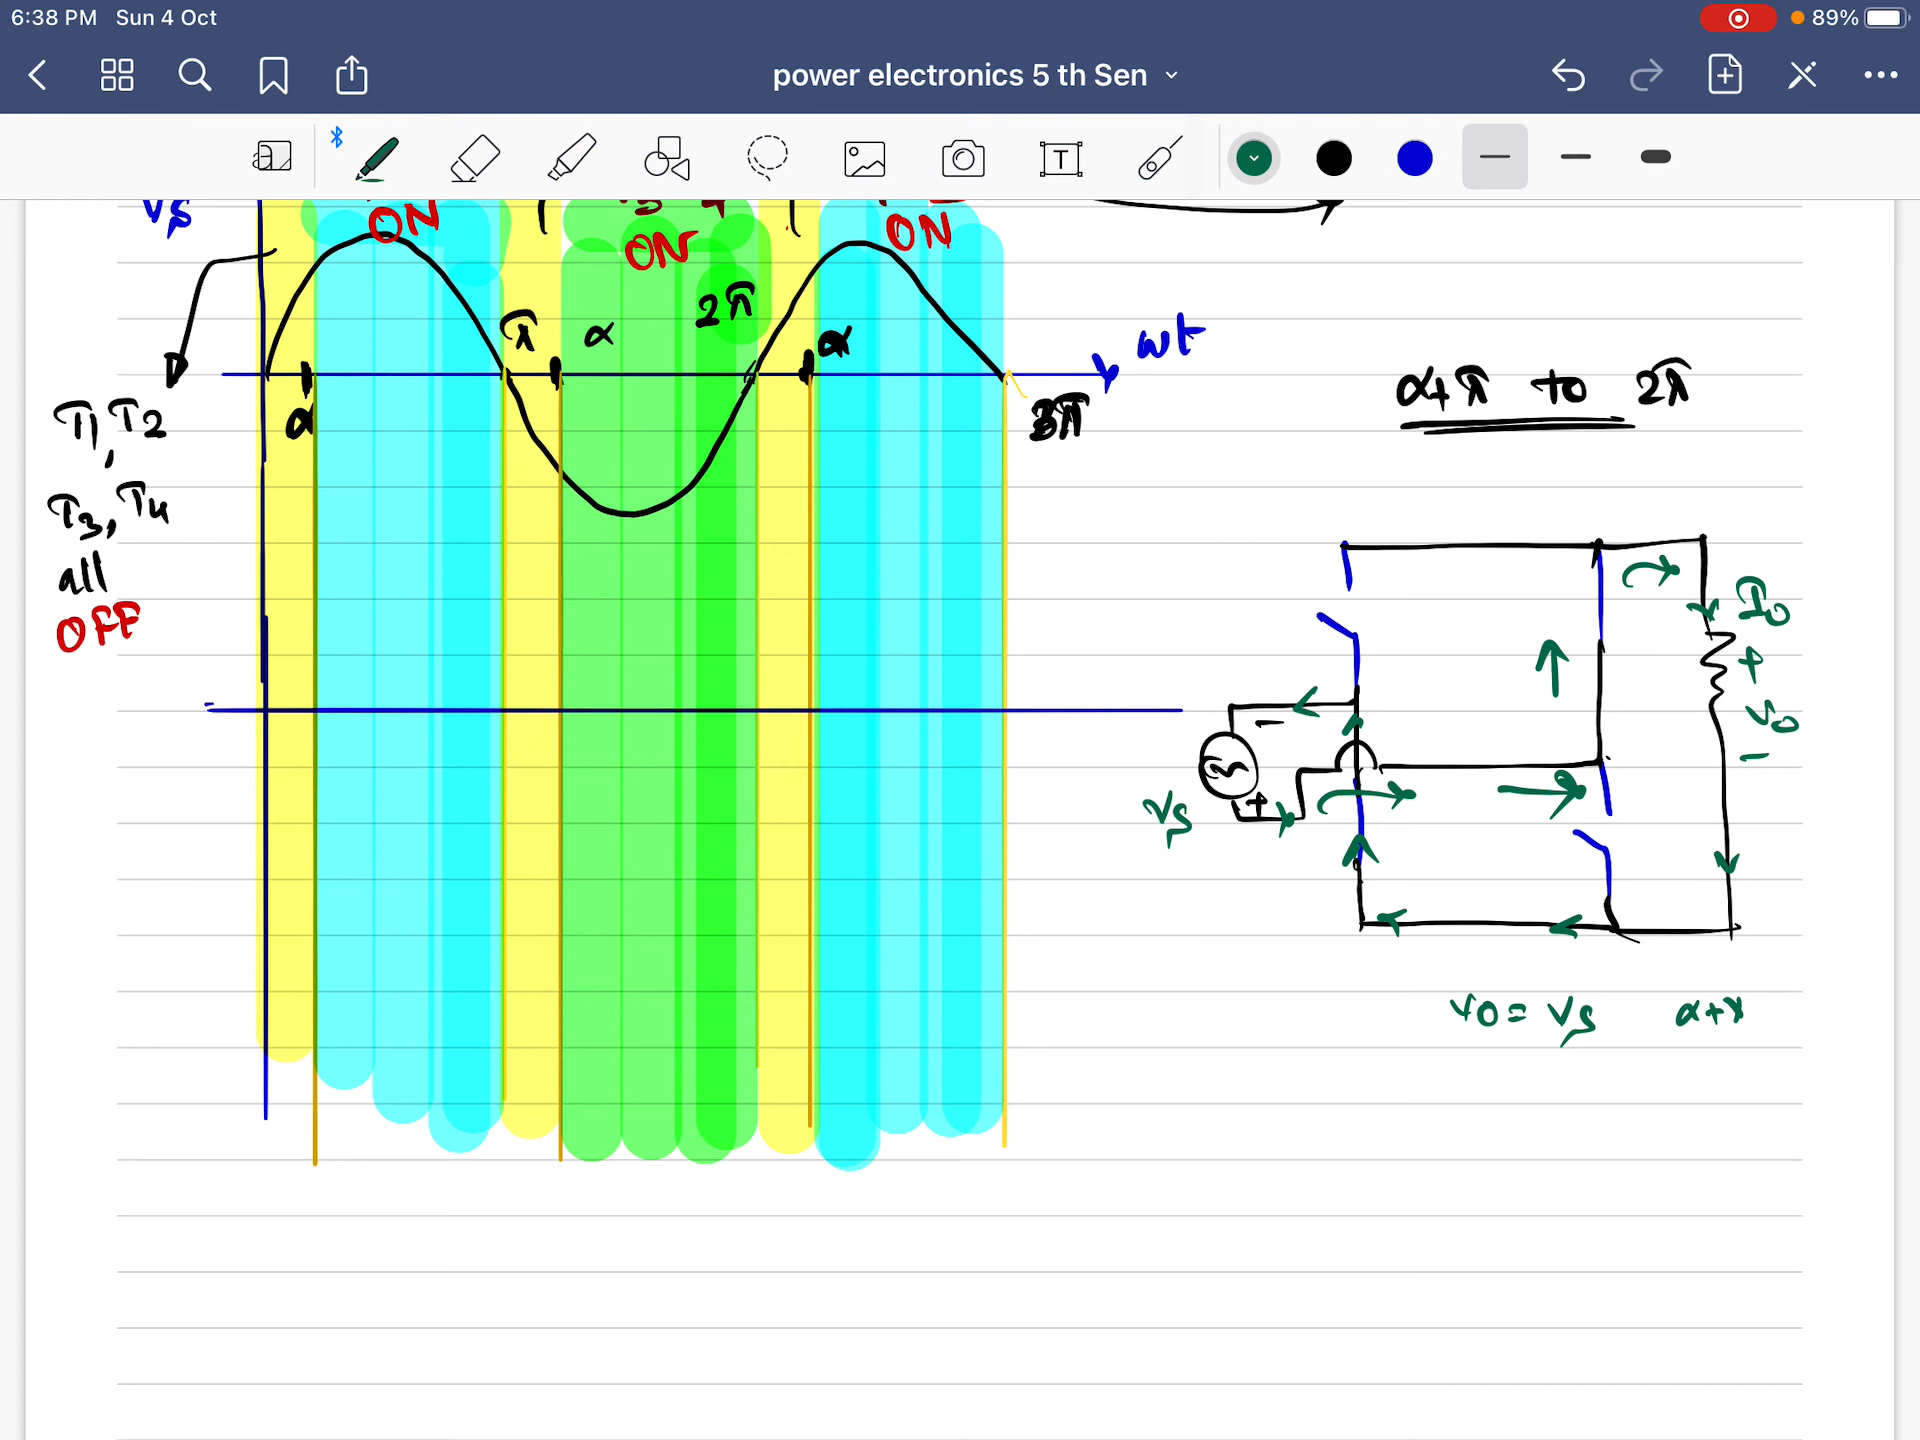 6:38 PM Sun 4 Oct
89%
power electronics 5 th Sen
T
Vs
ON
ON
ON
π
α
2π
α
ωt
α
3π
T1, T2
T3, T4
all
OFF
α+π to 2π
Io
+
Vo
-
-
+
Vs
Vo = Vs